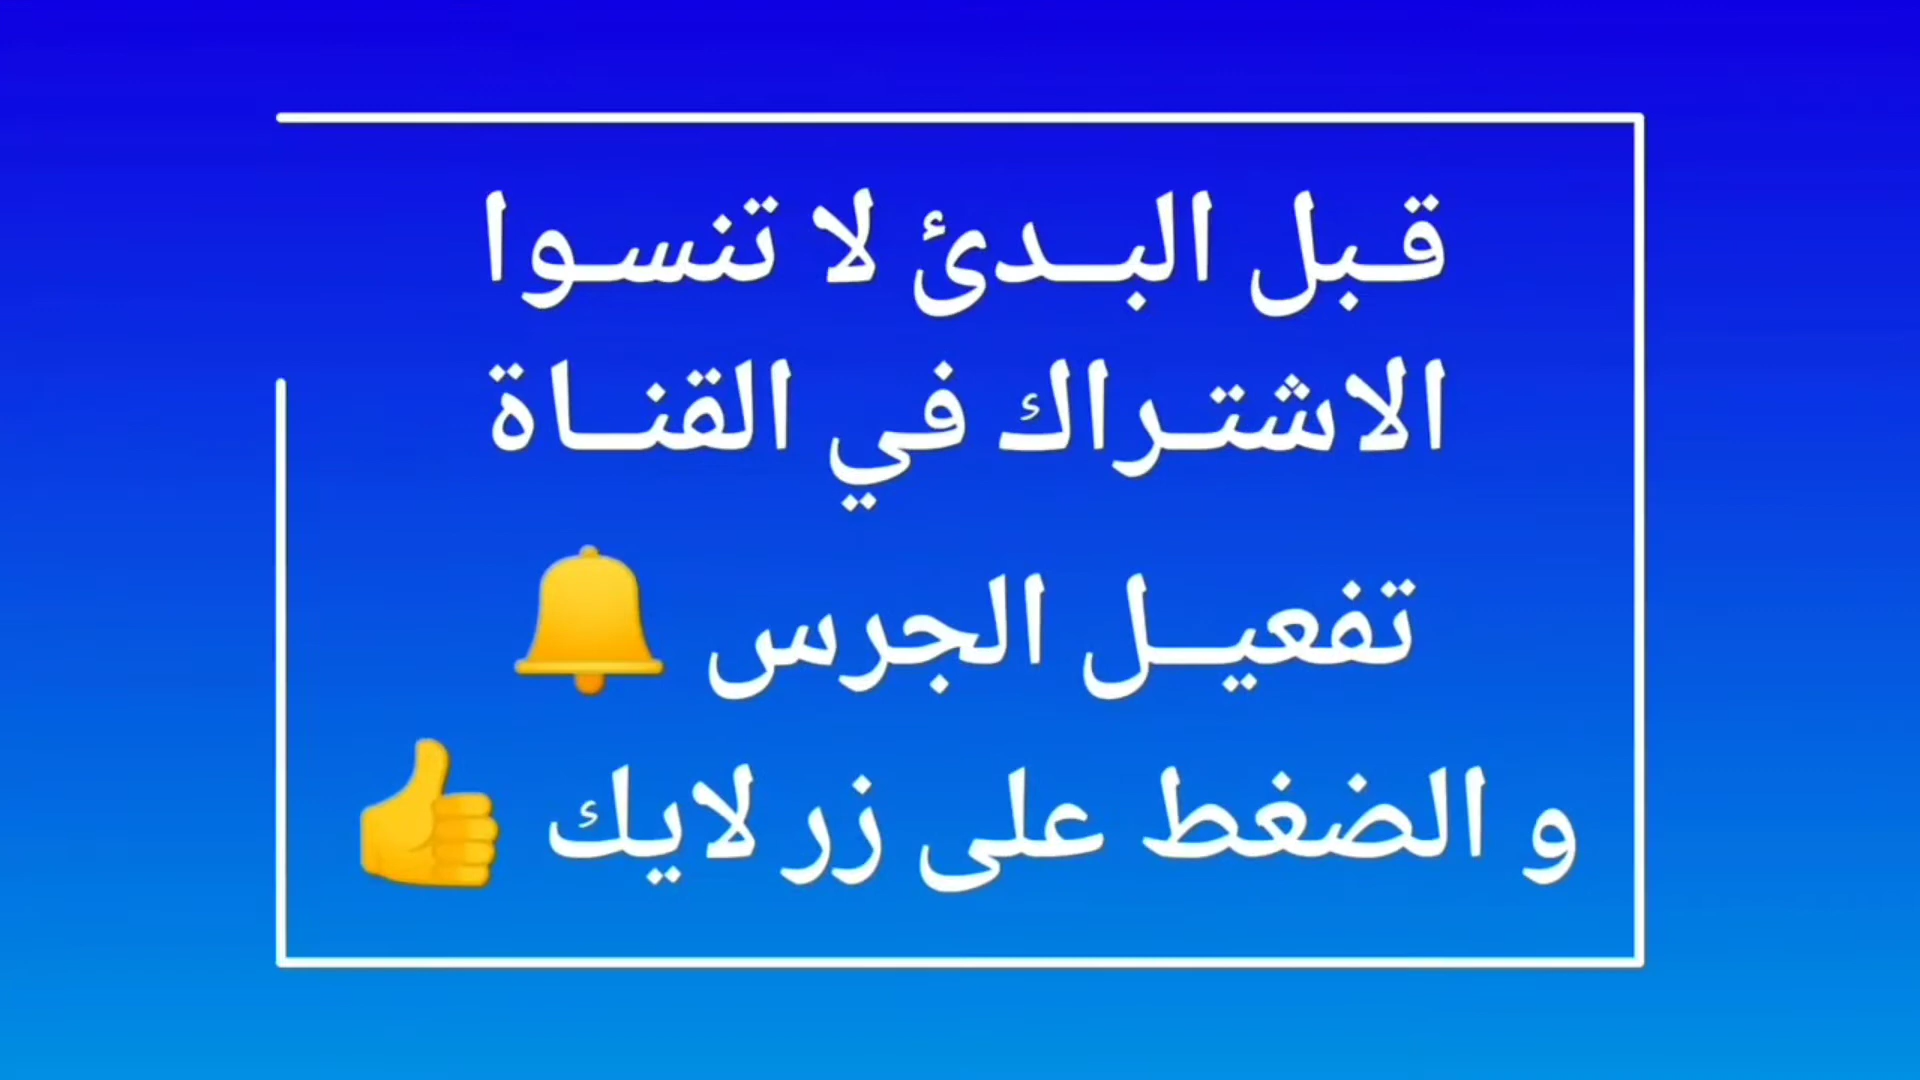 قبل البدئ لا تنسوا
الاشتراك في القناة
تفعيل الجرس 🔔
و الضغط على زر لايك 👍